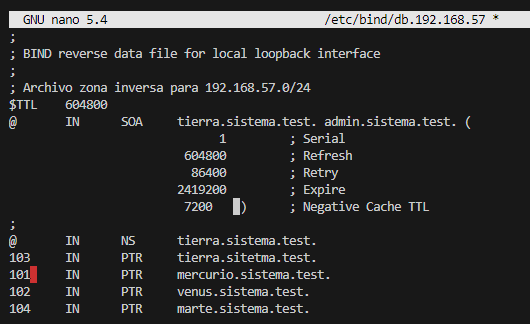 GNU nano 5.4 /etc/bind/db.192.168.57 *
;
; BIND reverse data file for local loopback interface
;
; Archivo zona inversa para 192.168.57.0/24
$TTL 604800
@ IN SOA tierra.sistema.test. admin.sistema.test. (
1 ; Serial
604800 ; Refresh
86400 ; Retry
2419200 ; Expire
7200 ) ; Negative Cache TTL
;
@ IN NS tierra.sistema.test.
103 IN PTR tierra.sitetma.test.
101 IN PTR mercurio.sistema.test.
102 IN PTR venus.sistema.test.
104 IN PTR marte.sistema.test.